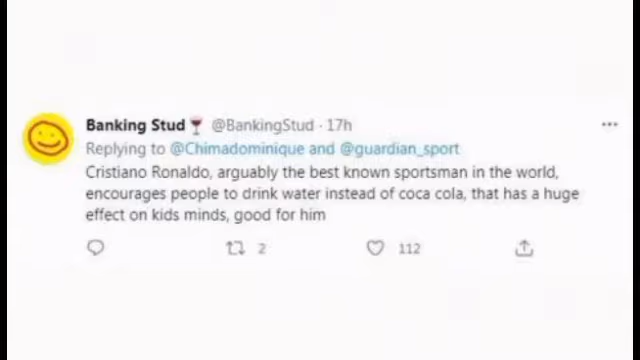 Banking Stud🍷 @BankingStud · 17h
Replying to @Chimadominique and @guardian_sport
Cristiano Ronaldo, arguably the best known sportsman in the world,
encourages people to drink water instead of coca cola, that has a huge
effect on kids minds, good for him
2 112